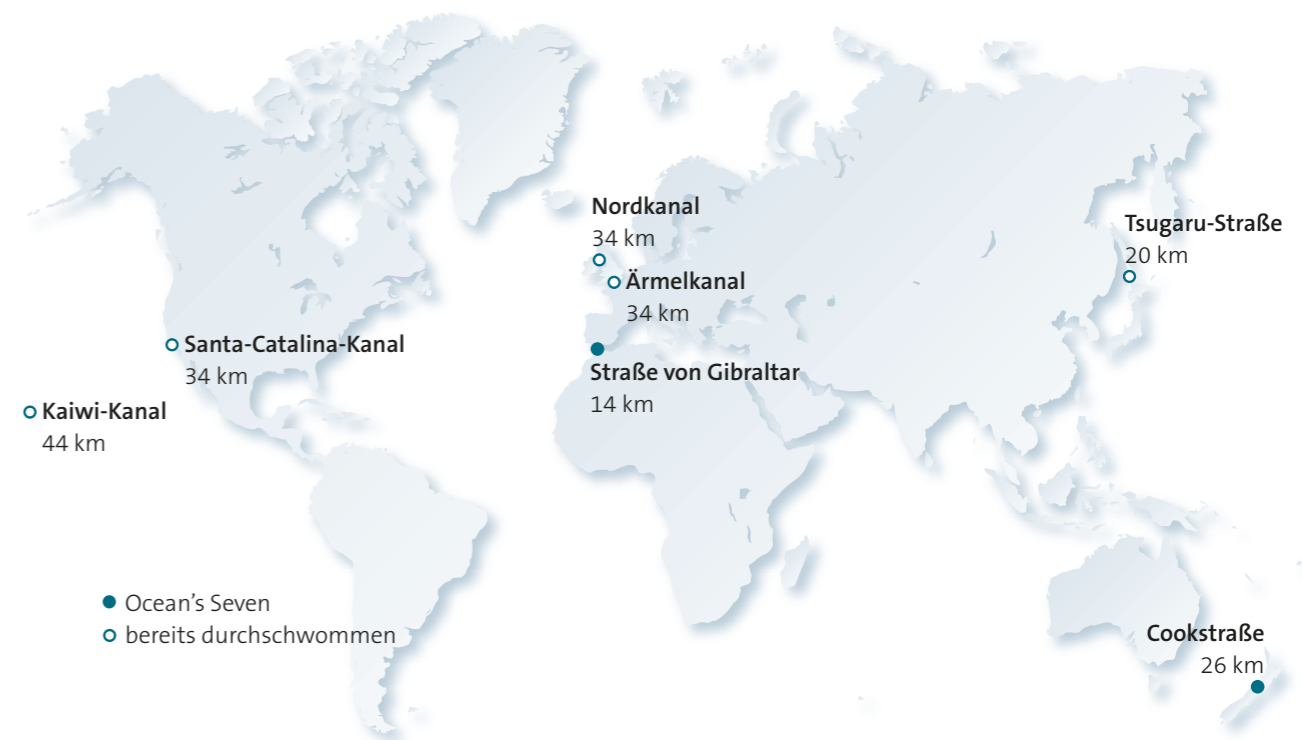 Nordkanal
34 km
Tsugaru-Straße
20 km
Ärmelkanal
34 km
Santa-Catalina-Kanal
34 km
Straße von Gibraltar
14 km
Kaiwi-Kanal
44 km
Ocean’s Seven
bereits durchschwommen
Cookstraße
26 km